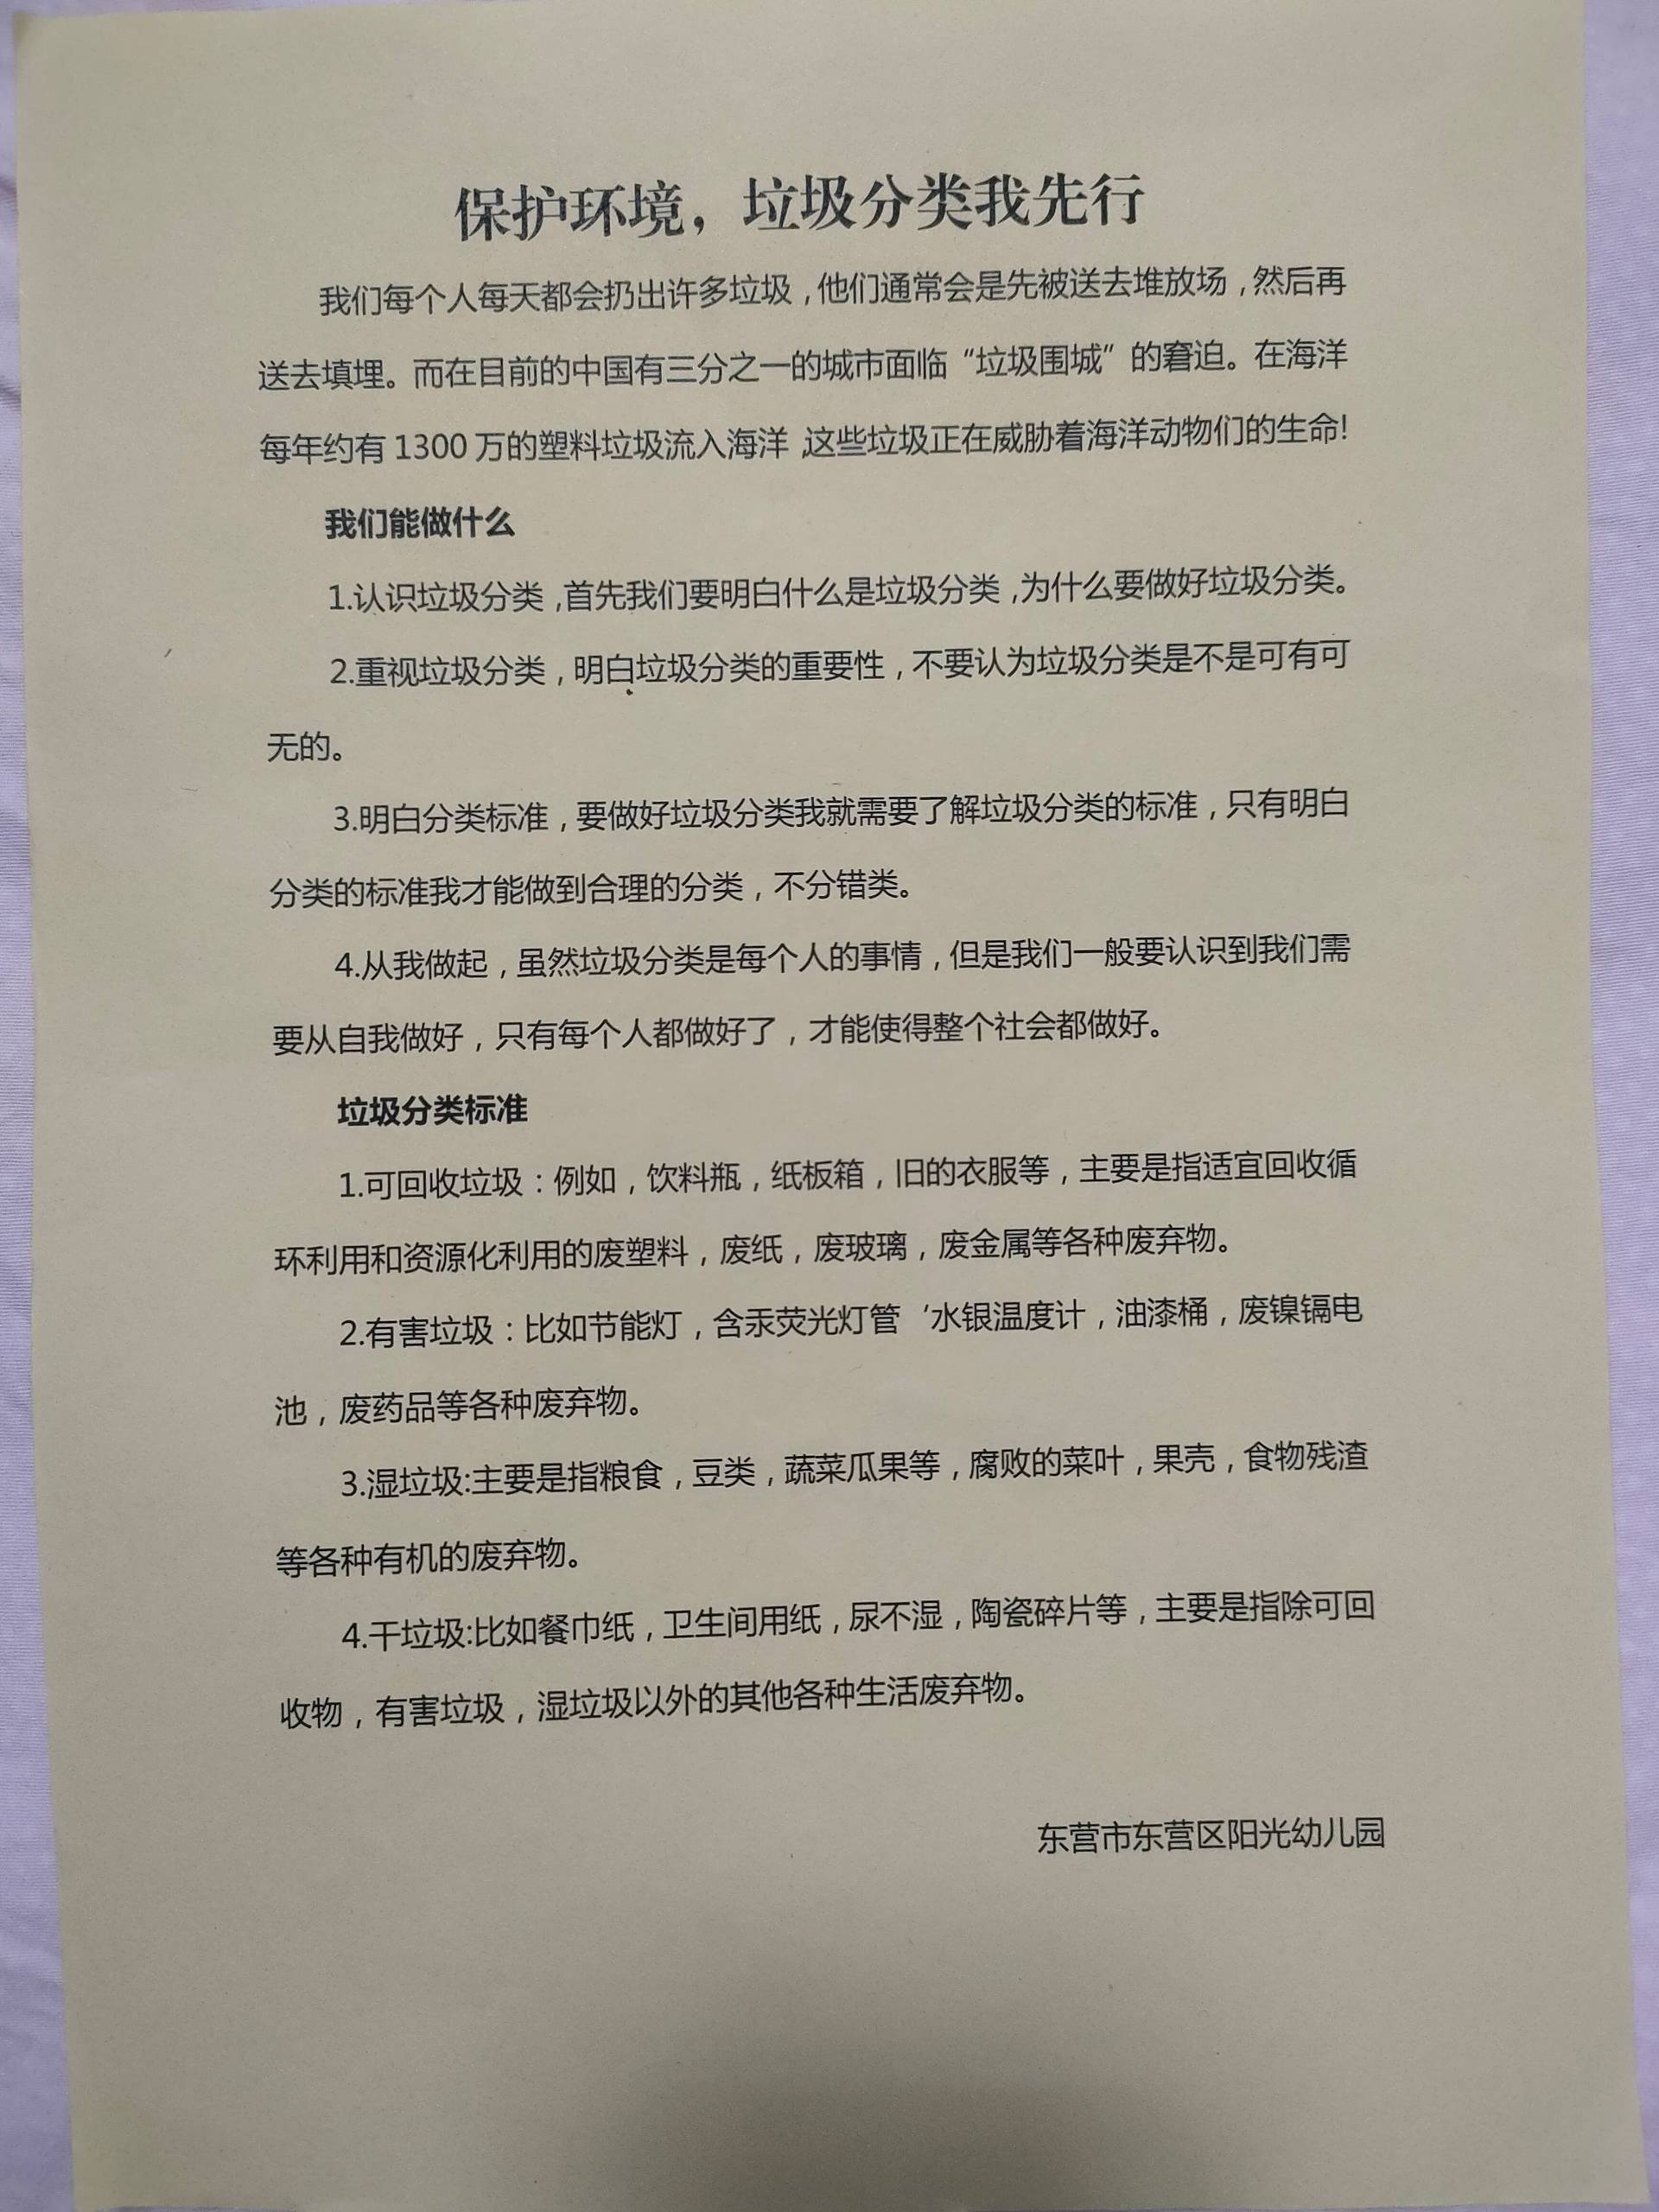 保护环境，垃圾分类我先行
我们每个人每天都会扔出许多垃圾，他们通常会是先被送去堆放场，然后再
送去填埋。而在目前的中国有三分之一的城市面临“垃圾围城”的窘迫。在海洋
每年约有1300万的塑料垃圾流入海洋，这些垃圾正在威胁着海洋动物们的生命!
我们能做什么
1.认识垃圾分类，首先我们要明白什么是垃圾分类，为什么要做好垃圾分类。
2.重视垃圾分类，明白垃圾分类的重要性，不要认为垃圾分类是不是可有可
无的。
3.明白分类标准，要做好垃圾分类我就需要了解垃圾分类的标准，只有明白
分类的标准我才能做到合理的分类，不分错类。
4.从我做起，虽然垃圾分类是每个人的事情，但是我们一般要认识到我们需
要从自我做好，只有每个人都做好了，才能使得整个社会都做好。
垃圾分类标准
1.可回收垃圾：例如，饮料瓶，纸板箱，旧的衣服等，主要是指适宜回收循
环利用和资源化利用的废塑料，废纸，废玻璃，废金属等各种废弃物。
2.有害垃圾：比如节能灯，含汞荧光灯管‘水银温度计，油漆桶，废镍镉电
池，废药品等各种废弃物。
3.湿垃圾:主要是指粮食，豆类，蔬菜瓜果等，腐败的菜叶，果壳，食物残渣
等各种有机的废弃物。
4.干垃圾:比如餐巾纸，卫生间用纸，尿不湿，陶瓷碎片等，主要是指除可回
收物，有害垃圾，湿垃圾以外的其他各种生活废弃物。
东营市东营区阳光幼儿园